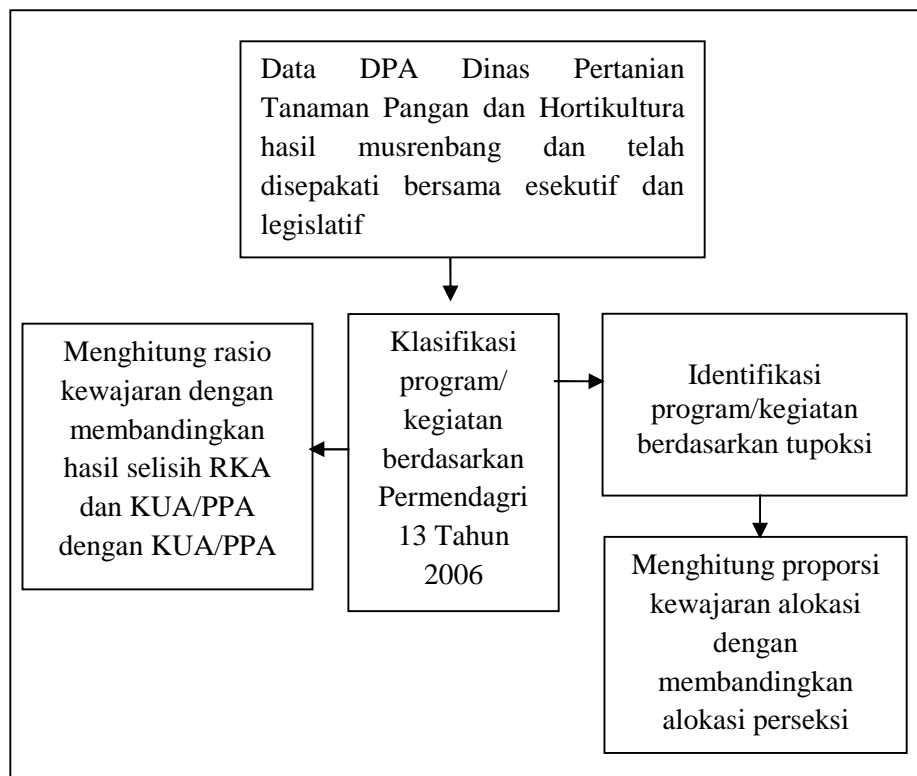 Data DPA Dinas Pertanian
Tanaman Pangan dan Hortikultura
hasil musrenbang dan telah
disepakati bersama esekutif dan
legislatif
Menghitung rasio
kewajaran dengan
membandingkan
hasil selisih RKA
dan KUA/PPA
dengan KUA/PPA
Klasifikasi
program/
kegiatan
berdasarkan
Permendagri
13 Tahun
2006
Identifikasi
program/kegiatan
berdasarkan tupoksi
Menghitung proporsi
kewajaran alokasi
dengan
membandingkan
alokasi perseksi